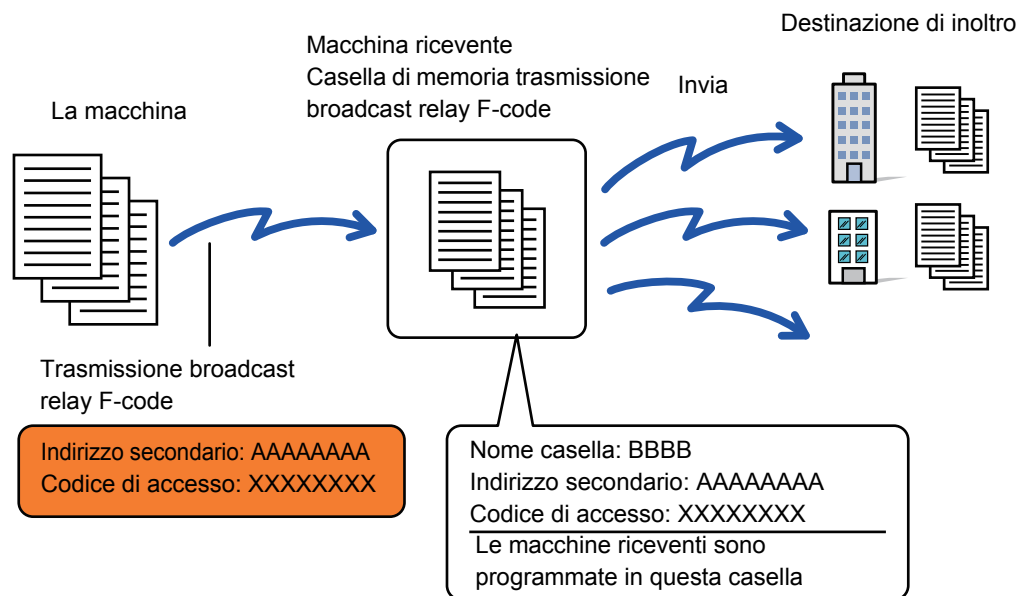 Destinazione di inoltro
Macchina ricevente
Casella di memoria trasmissione
broadcast relay F-code
Invia
La macchina
Trasmissione broadcast
relay F-code
Indirizzo secondario: AAAAAAAA
Codice di accesso: XXXXXXXX
Nome casella: BBBB
Indirizzo secondario: AAAAAAAA
Codice di accesso: XXXXXXXX
Le macchine riceventi sono
programmate in questa casella